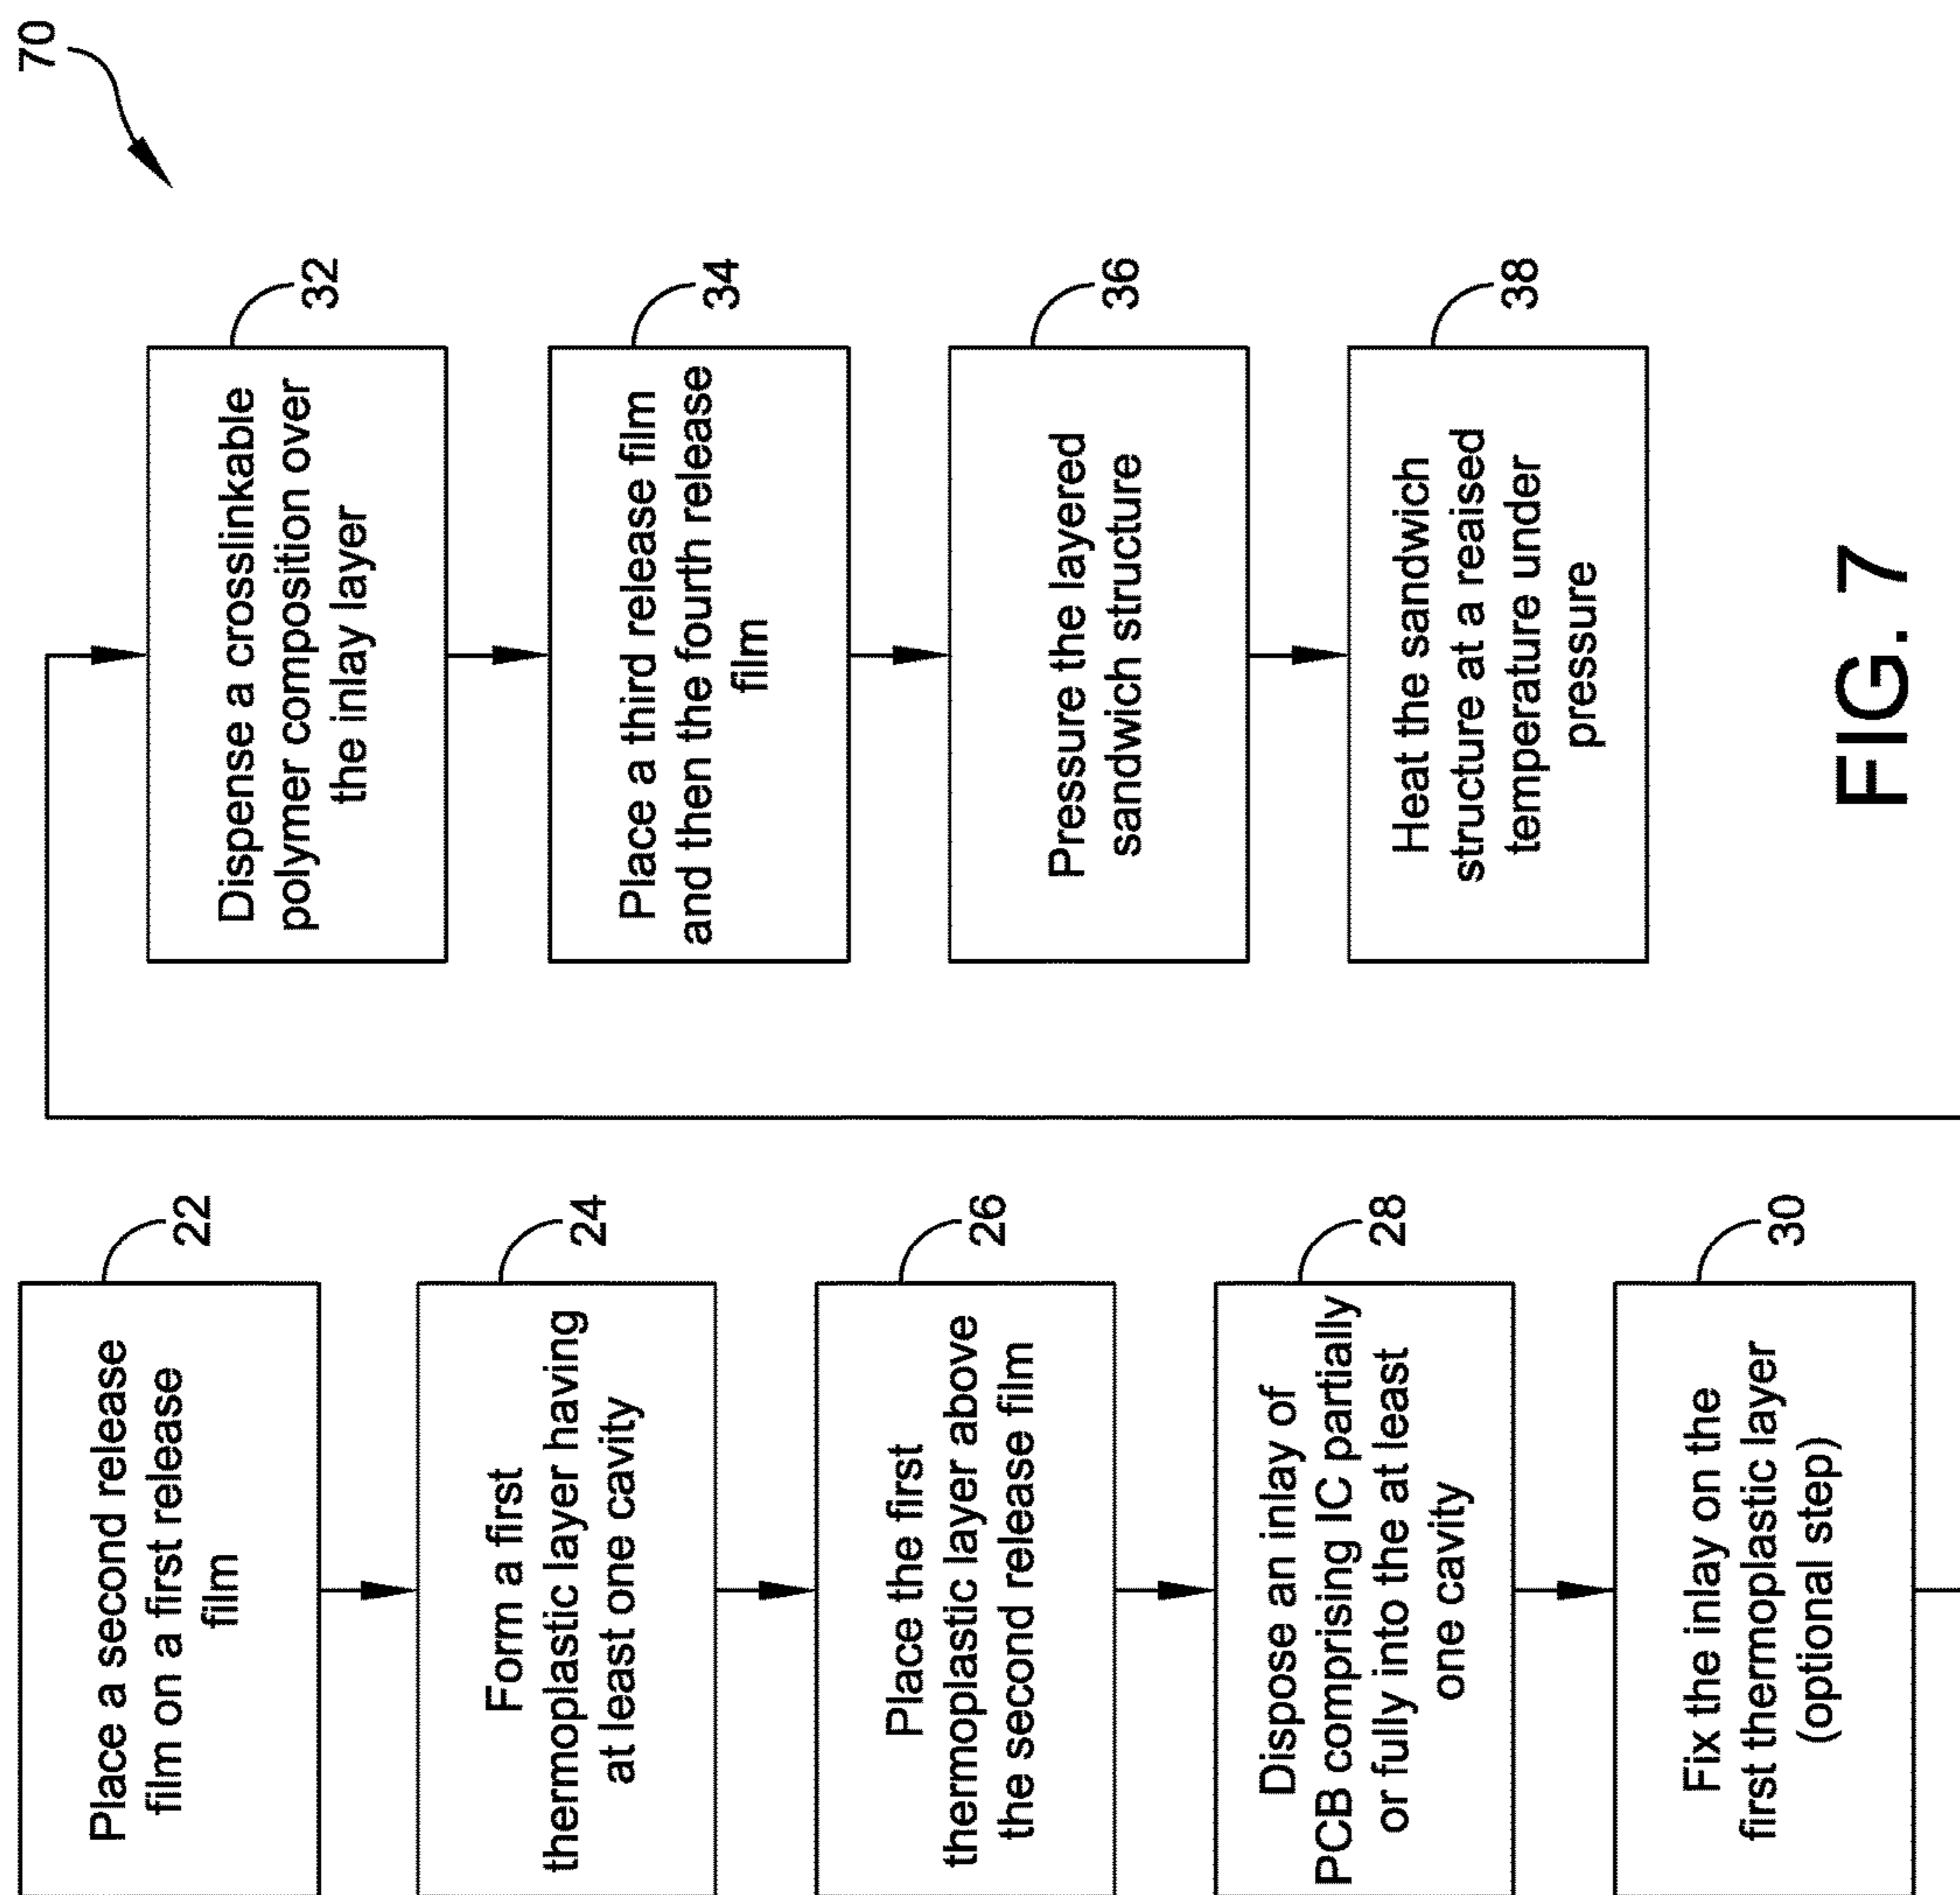 70
Place a second release
film on a first release
film
22
Form a first
thermoplastic layer having
at least one cavity
24
Place the first
thermoplastic layer above
the second release film
26
Dispose an inlay of
PCB comprising IC partially
or fully into the at least
one cavity
28
Fix the inlay on the
first thermoplastic layer
(optional step)
30
Dispense a crosslinkable
polymer composition over
the inlay layer
32
Place a third release film
and then the fourth release
film
34
Pressure the layered
sandwich structure
36
Heat the sandwich
structure at a reaised
temperature under
pressure
38
FIG. 7